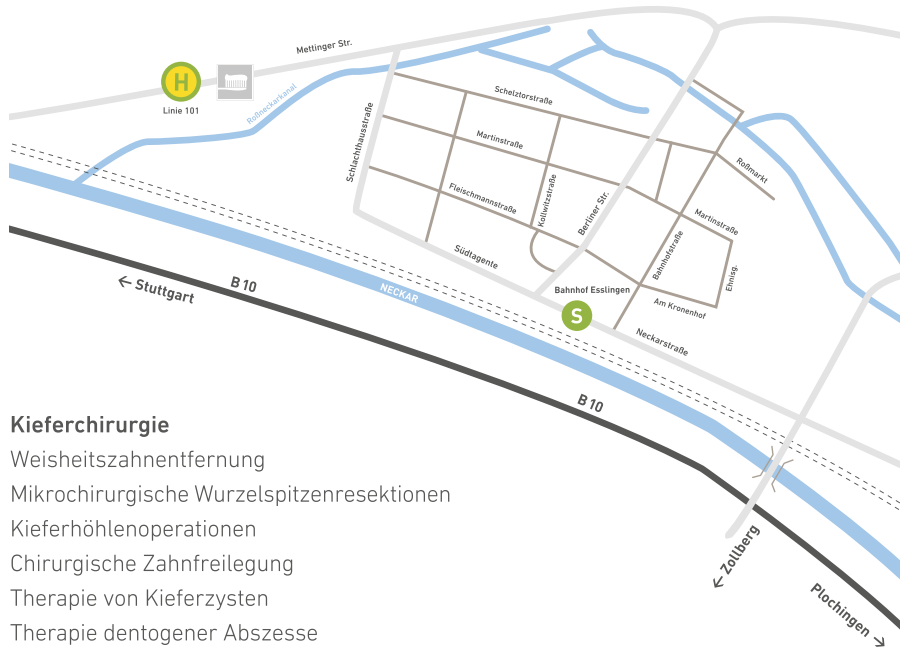 Mettinger Str.
H
Linie 101
Roßneckarkanal
Schlachthausstraße
Schelztorstraße
Martinstraße
Fleischmannstraße
Kollwitzstraße
Berliner Str.
Roßmarkt
Martinstraße
Bahnhofstraße
Ehnisg.
Südtagente
Bahnhof Esslingen
S
Am Kronenhof
Neckarstraße
← Stuttgart
B 10
NECKAR
B 10
← Zollberg
Plochingen →
Kieferchirurgie
Weisheitszahnentfernung
Mikrochirurgische Wurzelspitzenresektionen
Kieferhöhlenoperationen
Chirurgische Zahnfreilegung
Therapie von Kieferzysten
Therapie dentogener Abszesse